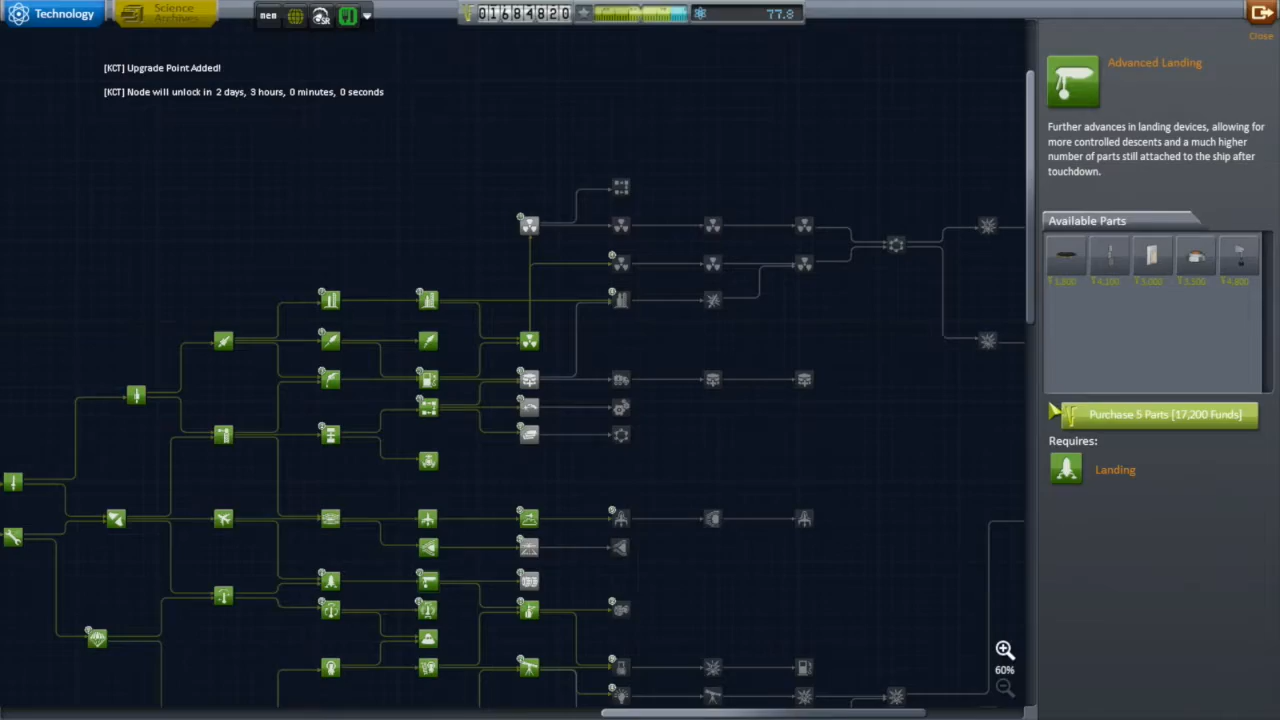 Technology
Science
Archives
0168482077.8
Close
[KCT] Upgrade Point Added!
[KCT] Node will unlock in 2 days, 3 hours, 0 minutes, 0 seconds
Advanced Landing
Further advances in landing devices, allowing for
more controlled descents and a much higher
number of parts still attached to the ship after
touchdown.
Available Parts
4,100
Purchase 5 Parts [17,200 Funds]
Requires:
Landing
60%